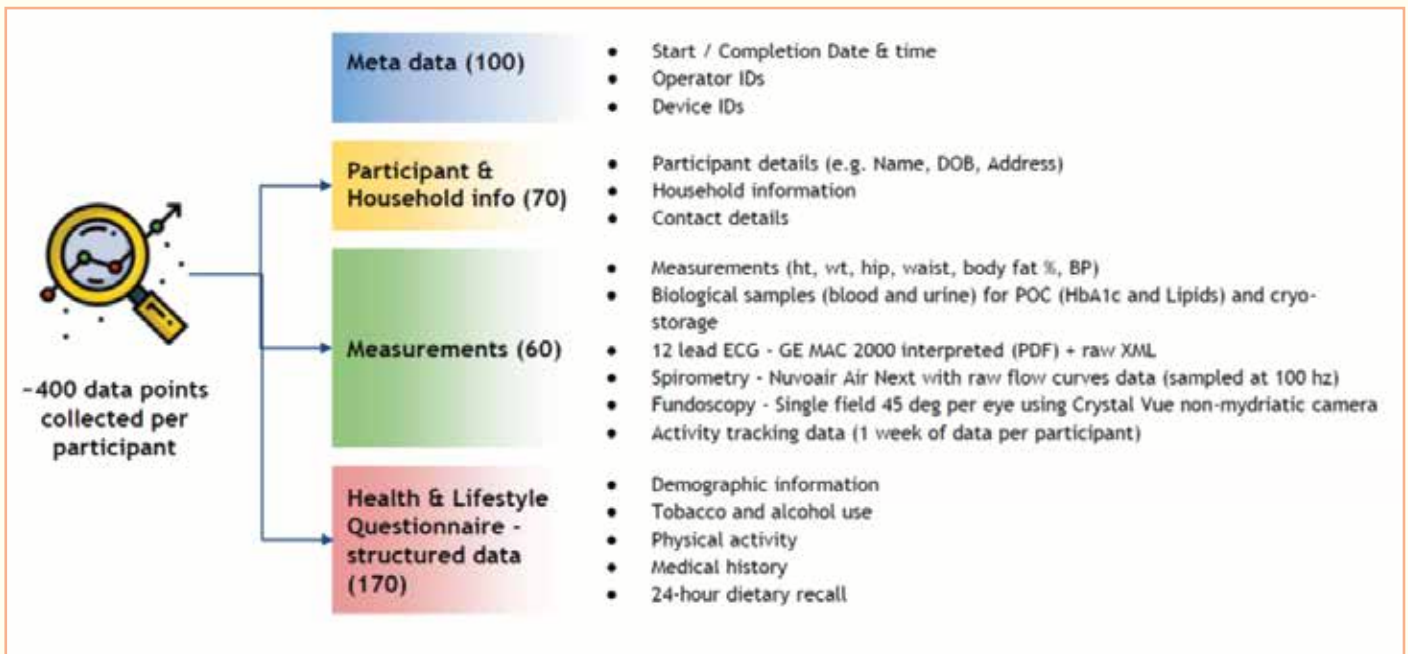 Meta data (100)
• Start / Completion Date & time
• Operator IDs
• Device IDs
Participant &
Household info (70)
• Participant details (e.g. Name, DOB, Address)
• Household information
• Contact details
~400 data points
collected per
participant
Measurements (60)
• Measurements (ht, wt, hip, waist, body fat %, BP)
• Biological samples (blood and urine) for POC (HbA1c and Lipids) and cryo-
storage
• 12 lead ECG - GE MAC 2000 interpreted (PDF) + raw XML
• Spirometry - Nuvoair Air Next with raw flow curves data (sampled at 100 hz)
• Fundoscopy - Single field 45 deg per eye using Crystal Vue non-mydriatic camera
• Activity tracking data (1 week of data per participant)
Health & Lifestyle
Questionnaire -
structured data
(170)
• Demographic information
• Tobacco and alcohol use
• Physical activity
• Medical history
• 24-hour dietary recall